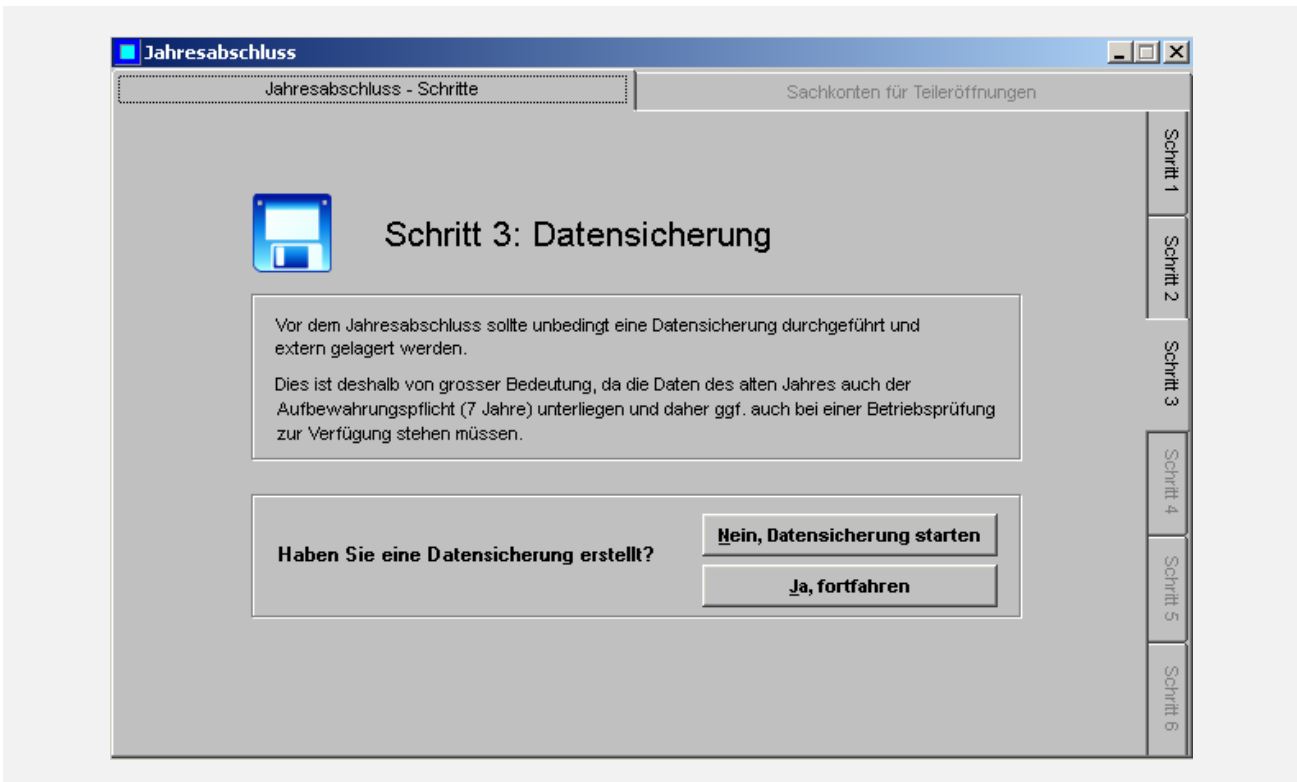 Jahresabschluss
Jahresabschluss - Schritte
Sachkonten für Teileröffnungen
Schritt 1
Schritt 2
Schritt 3
Schritt 4
Schritt 5
Schritt 6
Schritt 3: Datensicherung
Vor dem Jahresabschluss sollte unbedingt eine Datensicherung durchgeführt und
extern gelagert werden.
Dies ist deshalb von grosser Bedeutung, da die Daten des alten Jahres auch der
Aufbewahrungspflicht (7 Jahre) unterliegen und daher ggf. auch bei einer Betriebsprüfung
zur Verfügung stehen müssen.
Haben Sie eine Datensicherung erstellt?
Nein, Datensicherung starten
Ja, fortfahren